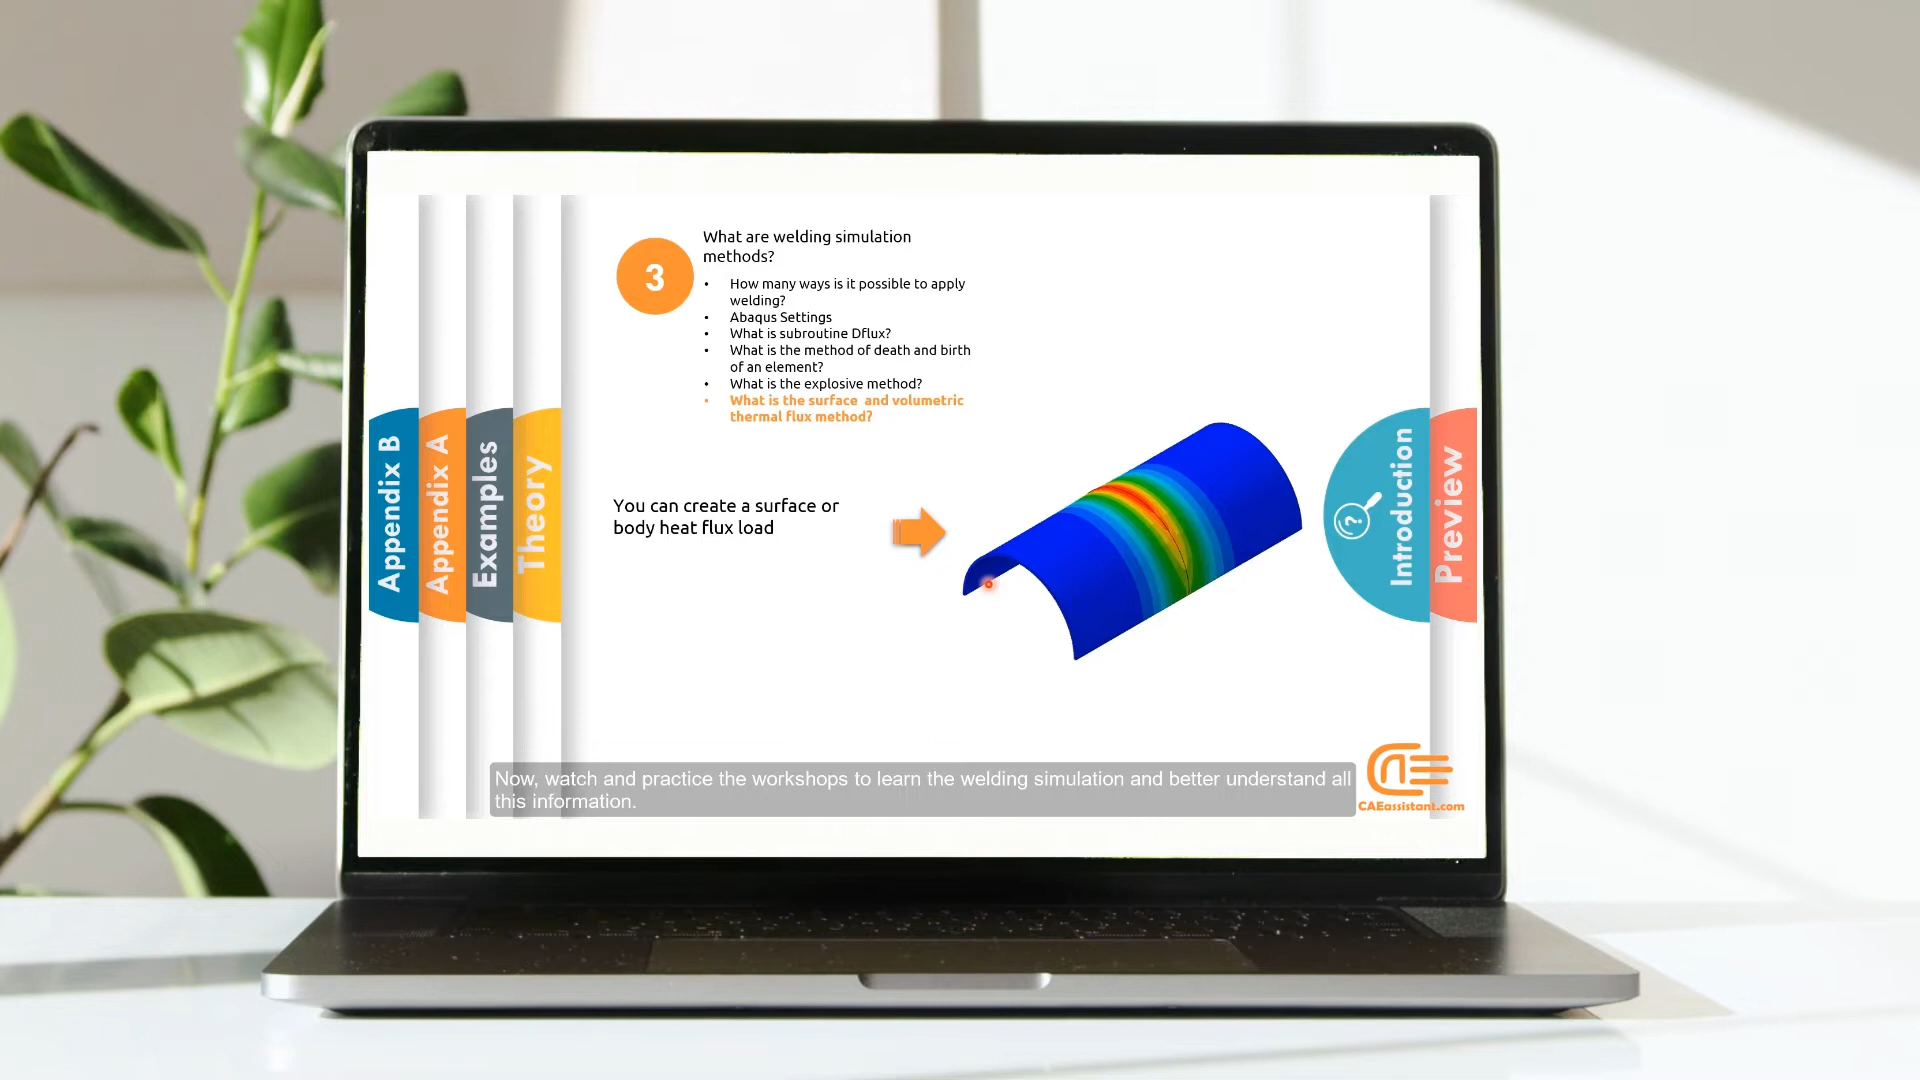 3
What are welding simulation
methods?
• How many ways is it possible to apply
welding?
• Abaqus Settings
• What is subroutine Dflux?
• What is the method of death and birth
of an element?
• What is the explosive method?
• What is the surface and volumetric
thermal flux method?
You can create a surface or
body heat flux load
Appendix B
Appendix A
Examples
Theory
?
Introduction
Preview
Now, watch and practice the workshops to learn the welding simulation and better understand all
this information.
CAEassistant.com